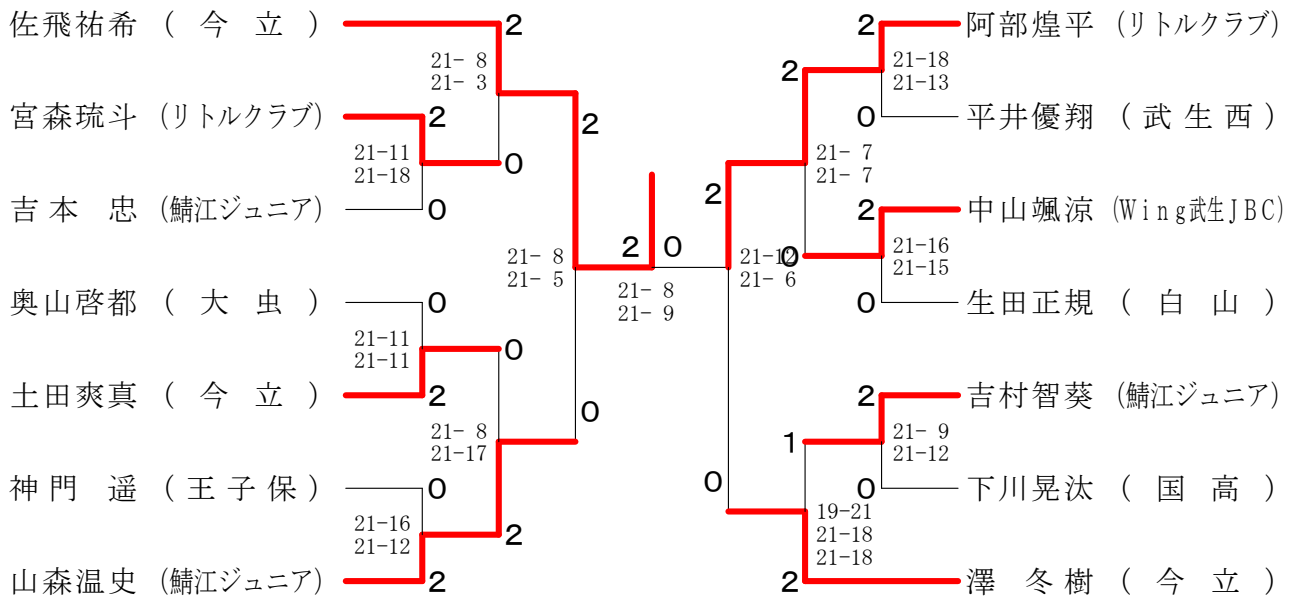 佐飛祐希 ( 今 立 ) 2 2 阿部煌平 (リトルクラブ)
21- 8 2 21-18
21- 3 21-13
宮森琉斗 (リトルクラブ) 2 2 0 平井優翔 ( 武 生 西 )
21-11 0 21- 7
21-18 21- 7
吉 本 忠 (鯖江ジュニア) 0 2 2 中山颯涼 (Wing武生JBC)
21- 8 2 0 21-12 0 21-16
21- 5 21- 6 21-15
21- 8
21- 9
奥山啓都 ( 大 虫 ) 0 0 生田正規 ( 白 山 )
21-11 0
21-11
土田爽真 ( 今 立 ) 2 0 2 吉村智葵 (鯖江ジュニア)
21- 8 1 21- 9
21-17 21-12
神 門 遥 ( 王 子 保 ) 0 0 0 下川晃汰 ( 国 高 )
21-16 2 19-21
21-12 21-18
21-18
山森温史 (鯖江ジュニア) 2 2 澤 冬 樹 ( 今 立 )